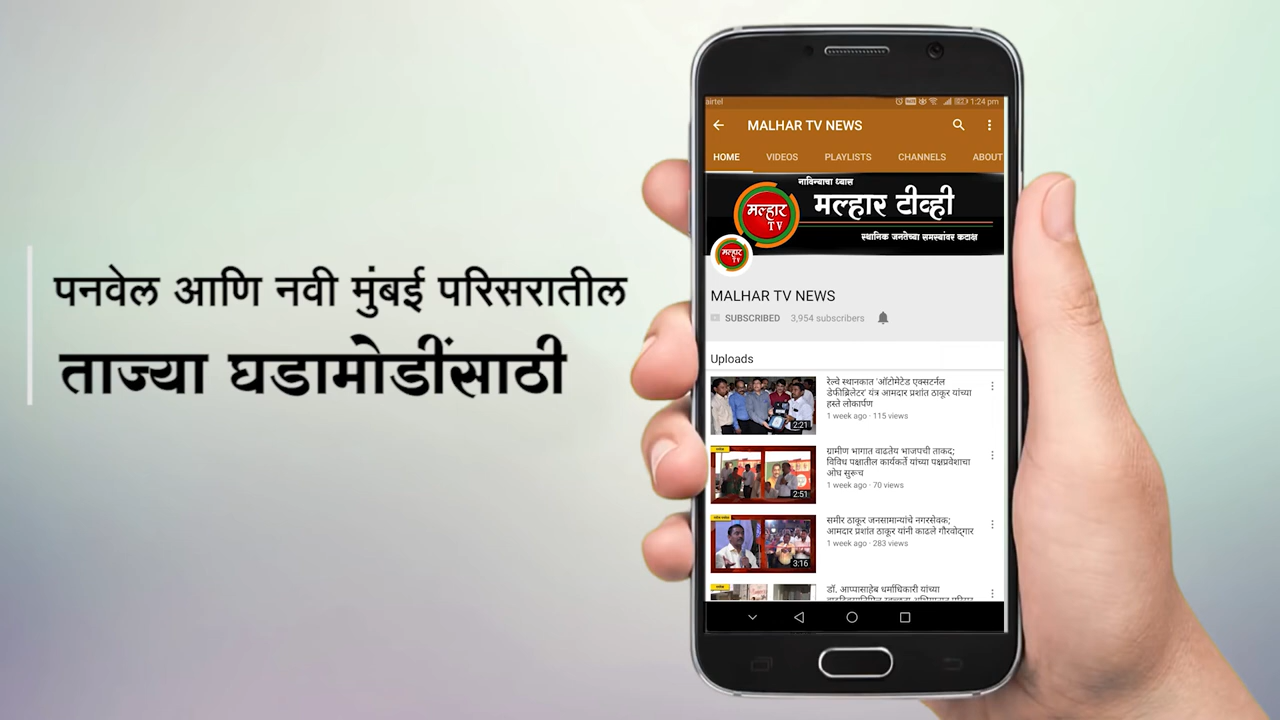 पनवेल आणि नवी मुंबई परिसरातील
ताज्या घडामोडींसाठी
airtel
1:24 pm
MALHAR TV NEWS
HOME VIDEOS PLAYLISTS CHANNELS ABOUT
नाविन्याचा ध्यास
मल्हार टीव्ही
स्थानिक जनतेच्या समस्यांवर कटाक्ष
मल्हार
TV
मल्हार
TV
MALHAR TV NEWS
SUBSCRIBED 3,954 subscribers
Uploads
रेल्वे स्थानकात 'ऑटोमेटेड एक्सटर्नल
डेफीब्रिलेटर' यंत्र आमदार प्रशांत ठाकूर यांच्या
हस्ते लोकार्पण
1 week ago · 115 views
2:21
ग्रामीण भागात वाढतेय भाजपची ताकद;
विविध पक्षातील कार्यकर्ते यांच्या पक्षप्रवेशाचा
ओघ सुरूच
1 week ago · 70 views
2:51
समीर ठाकूर जनसामान्यांचे नगरसेवक;
आमदार प्रशांत ठाकूर यांनी काढले गौरवोद्‌गार
1 week ago · 283 views
3:16
डॉ. आप्पासाहेब धर्माधिकारी यांच्या